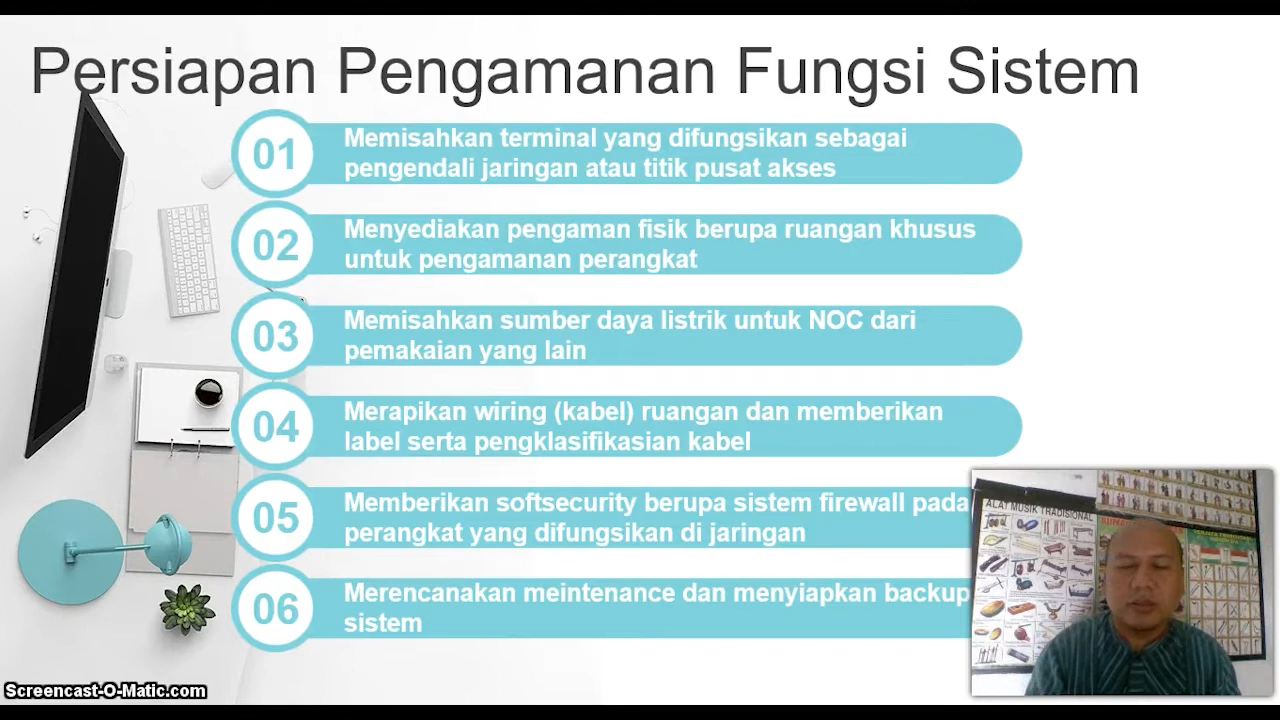 Persiapan Pengamanan Fungsi Sistem
01
Memisahkan terminal yang difungsikan sebagai
pengendali jaringan atau titik pusat akses
02
Menyediakan pengaman fisik berupa ruangan khusus
untuk pengamanan perangkat
03
Memisahkan sumber daya listrik untuk NOC dari
pemakaian yang lain
04
Merapikan wiring (kabel) ruangan dan memberikan
label serta pengklasifikasian kabel
05
Memberikan softsecurity berupa sistem firewall pada
perangkat yang difungsikan di jaringan
06
Merencanakan meintenance dan menyiapkan backup
sistem
ALAT MUSIK TRADISIONAL
Screencast-O-Matic.com